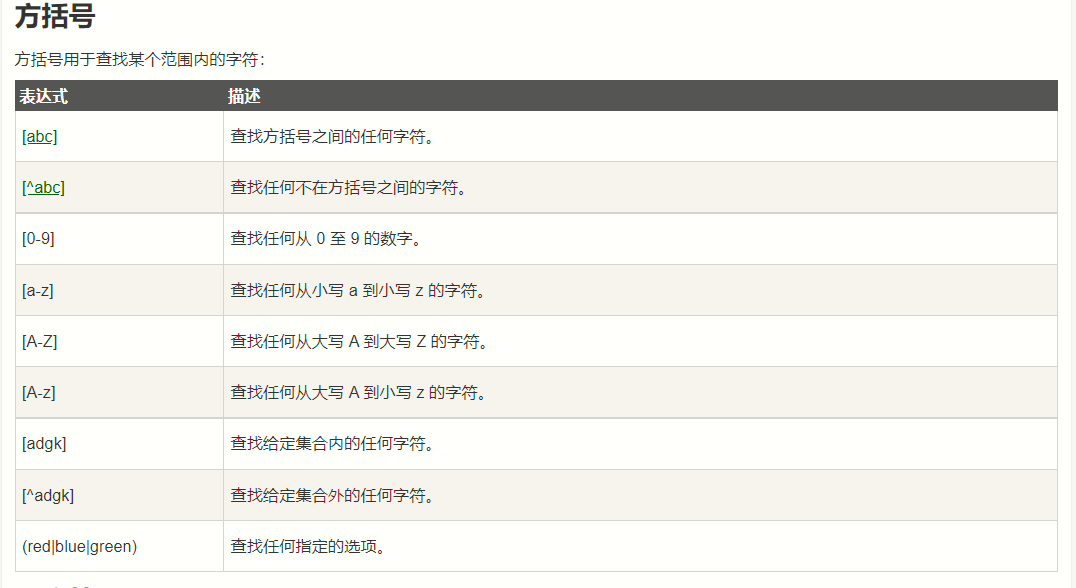 方括号
方括号用于查找某个范围内的字符：
表达式 描述
[abc] 查找方括号之间的任何字符。
[^abc] 查找任何不在方括号之间的字符。
[0-9] 查找任何从 0 至 9 的数字。
[a-z] 查找任何从小写 a 到小写 z 的字符。
[A-Z] 查找任何从大写 A 到大写 Z 的字符。
[A-z] 查找任何从大写 A 到小写 z 的字符。
[adgk] 查找给定集合内的任何字符。
[^adgk] 查找给定集合外的任何字符。
(red|blue|green) 查找任何指定的选项。